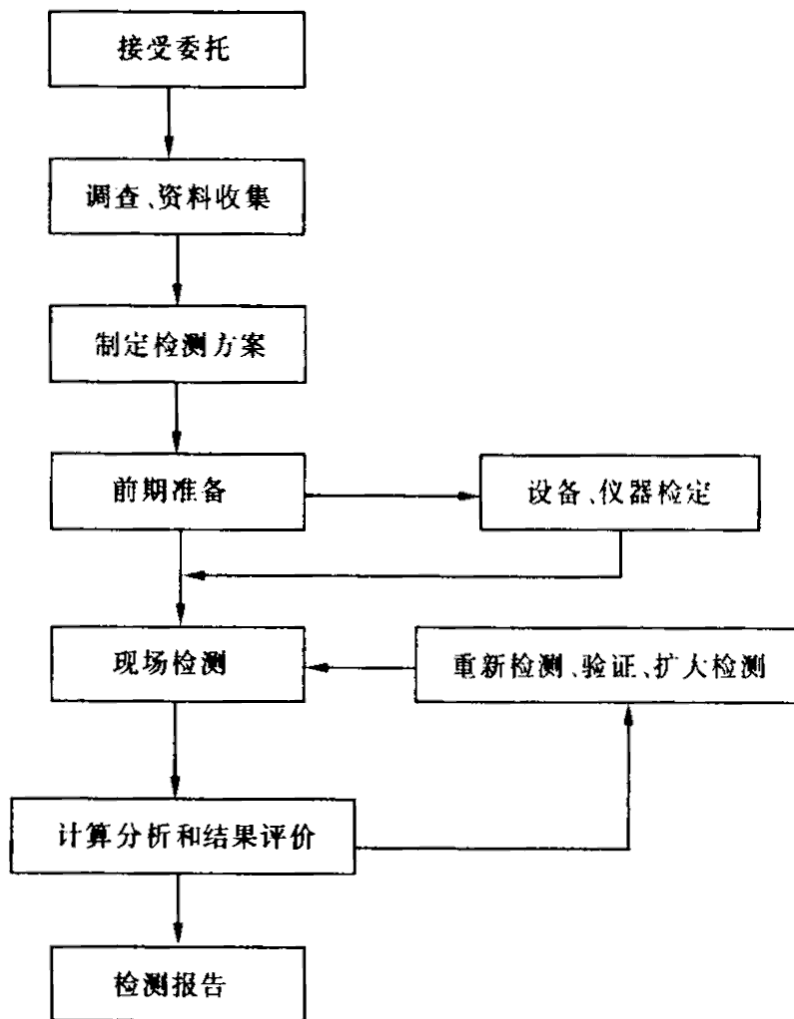 接受委托
调查、资料收集
制定检测方案
前期准备
设备、仪器检定
现场检测
重新检测、验证、扩大检测
计算分析和结果评价
检测报告